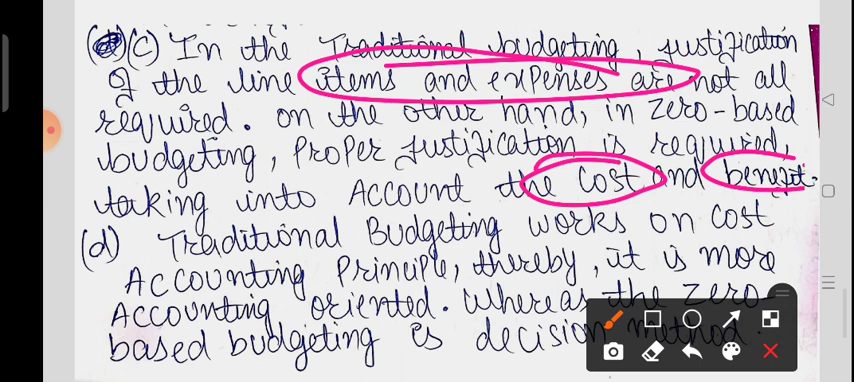 (c) In the Traditional budgeting, justification
of the line items and expenses are not all
required. on the other hand, in zero-based
budgeting, proper justification is required,
taking into Account the cost and benefit.
(d) Traditional Budgeting works on cost
Accounting Principle, thereby, it is more
Accounting oriented. Whereas the zero-
based budgeting is decision method.